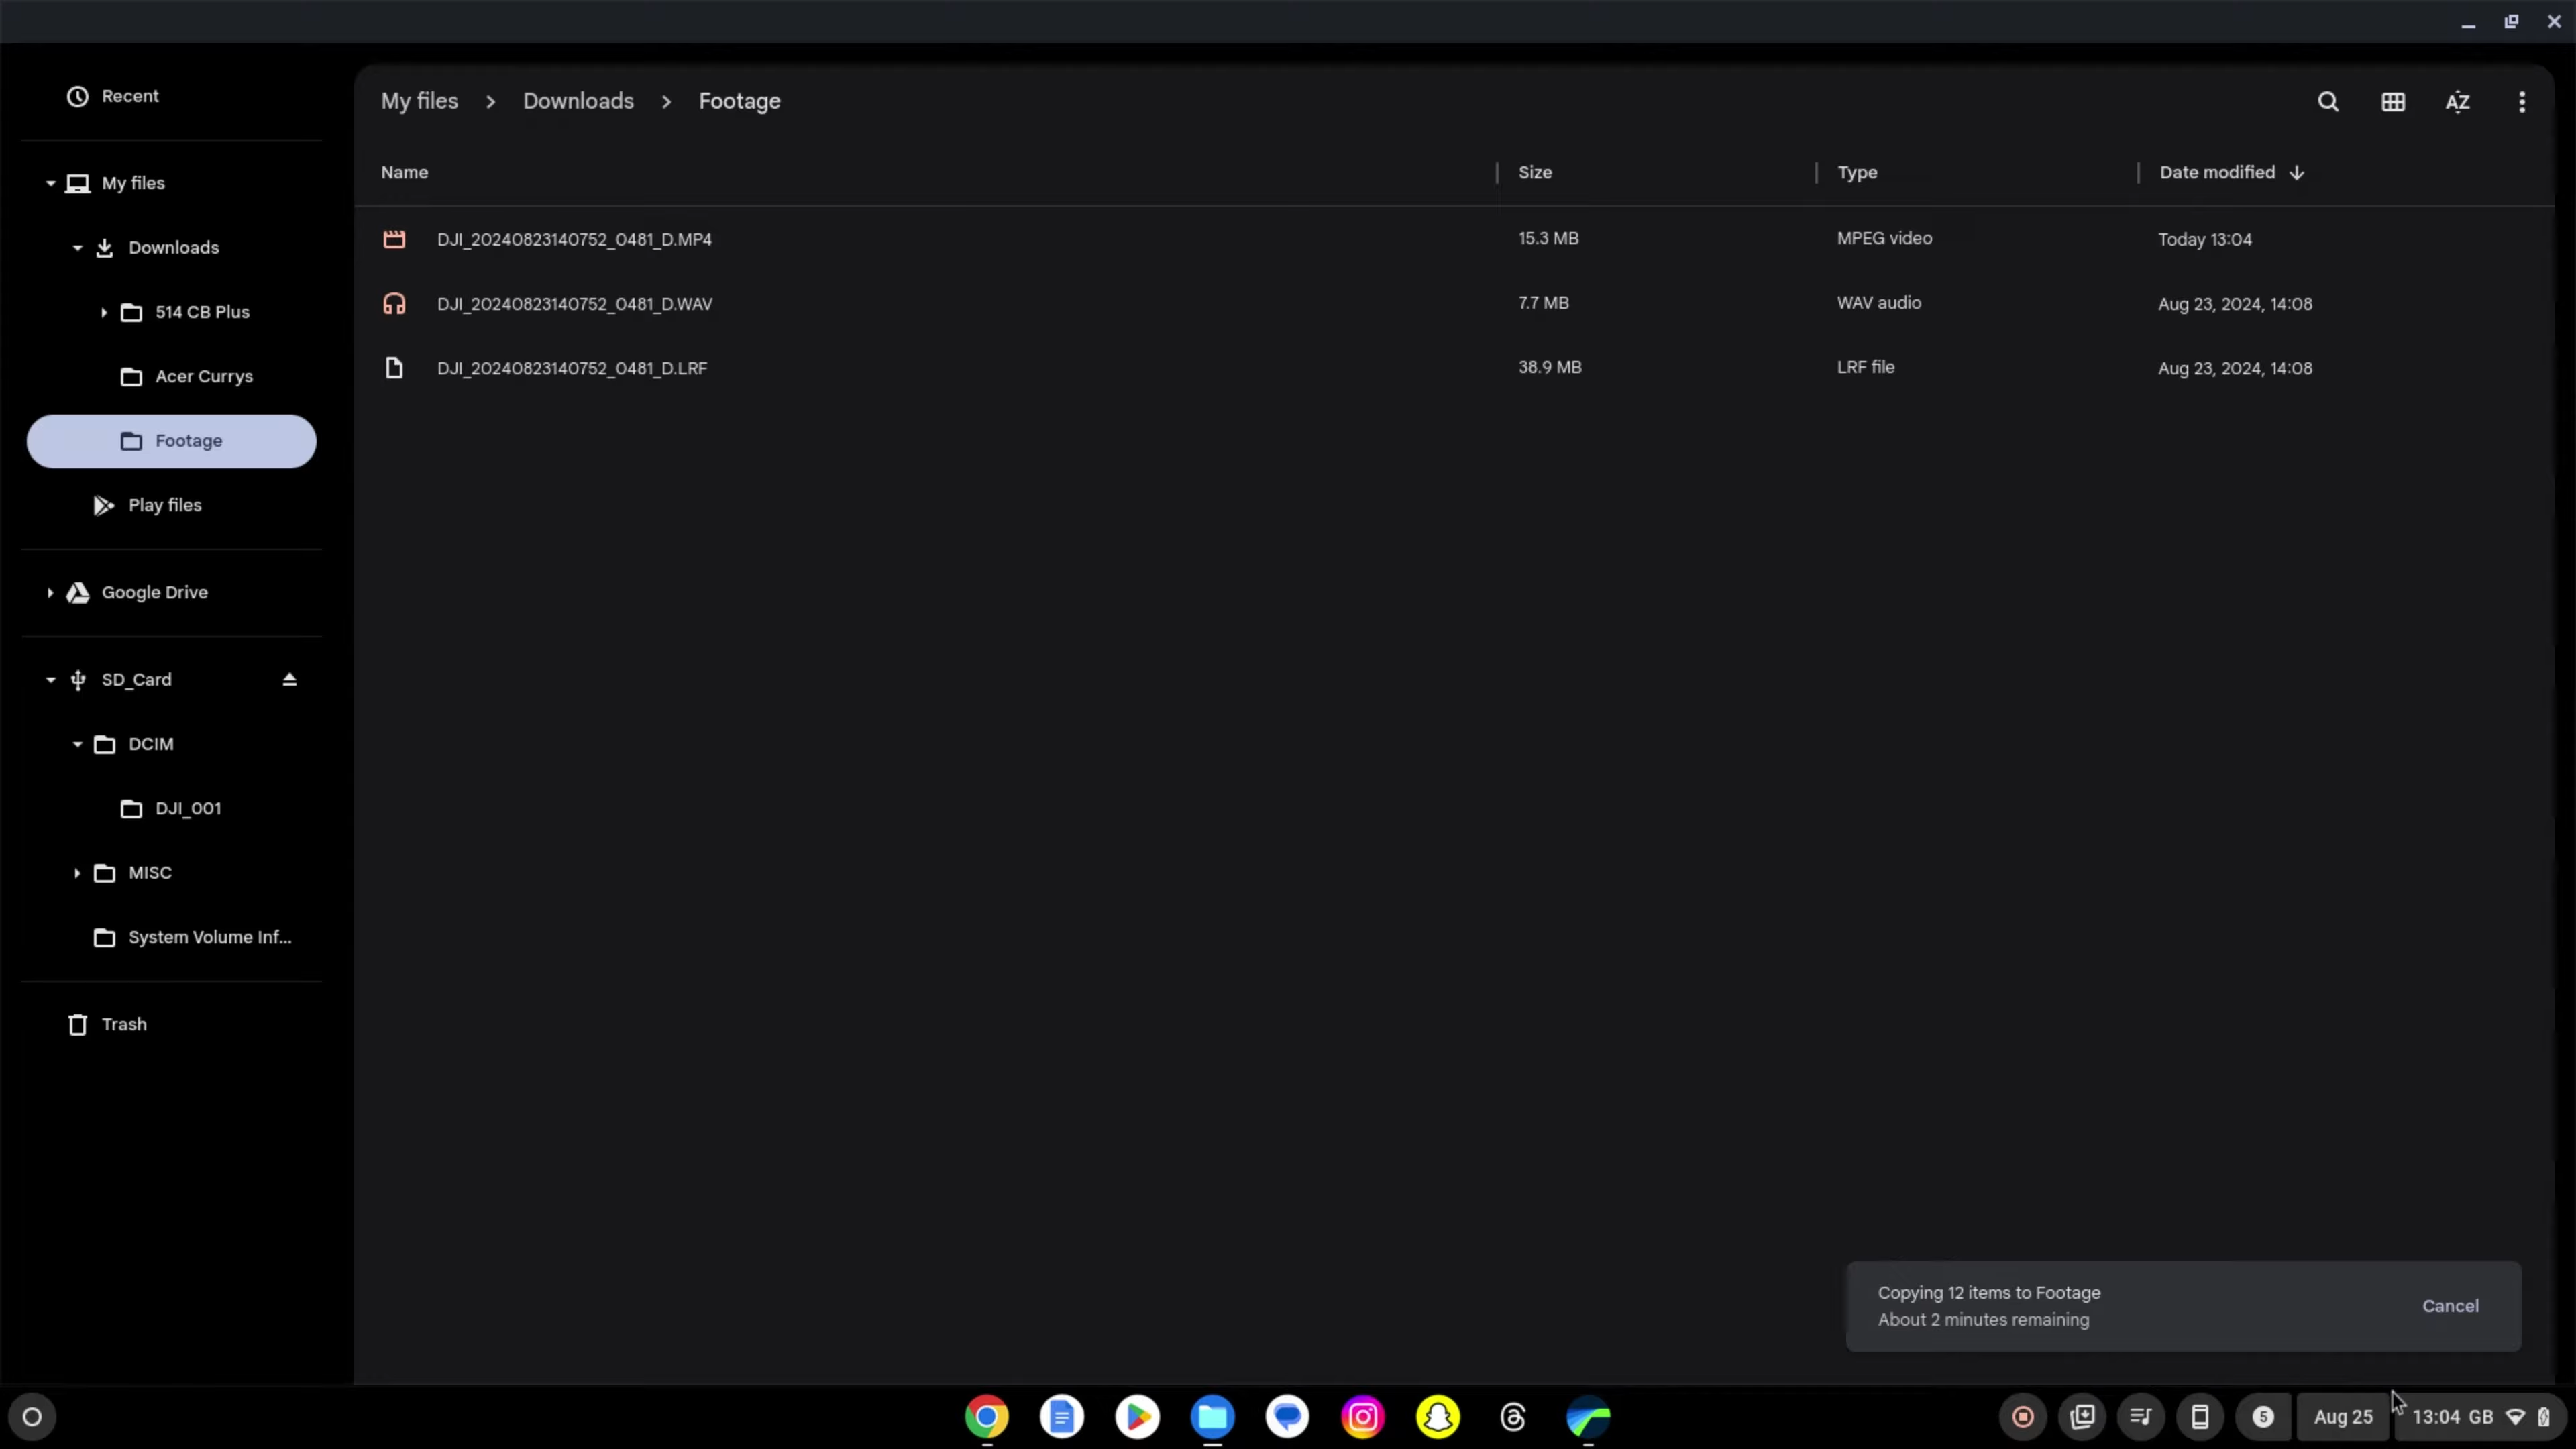 Recent
My files
Downloads
514 CB Plus
Acer Currys
Footage
Play files
Google Drive
SD_Card
DCIM
DJI_001
MISC
System Volume Inf...
Trash
My files > Downloads > Footage
AZ
Name Size Type Date modified
DJI_20240823140752_0481_D.MP4 15.3 MB MPEG video Today 13:04
DJI_20240823140752_0481_D.WAV 7.7 MB WAV audio Aug 23, 2024, 14:08
DJI_20240823140752_0481_D.LRF 38.9 MB LRF file Aug 23, 2024, 14:08
Copying 12 items to Footage
About 2 minutes remaining
Cancel
5 Aug 25 13:04 GB